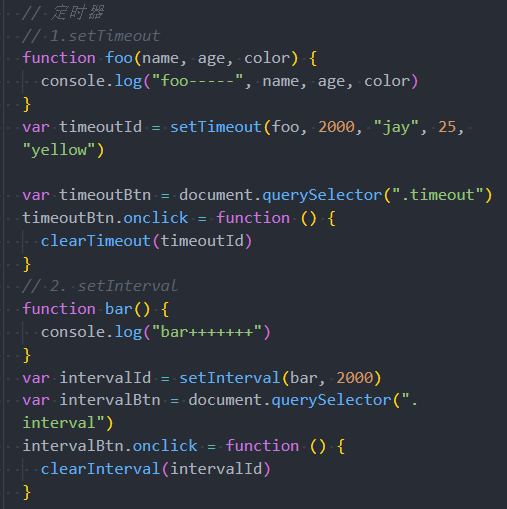 // 定时器
// 1.setTimeout
function foo(name, age, color) {
  console.log("foo-----", name, age, color)
}
var timeoutId = setTimeout(foo, 2000, "jay", 25,
"yellow")

var timeoutBtn = document.querySelector(".timeout")
timeoutBtn.onclick = function () {
  clearTimeout(timeoutId)
}
// 2. setInterval
function bar() {
  console.log("bar+++++++")
}
var intervalId = setInterval(bar, 2000)
var intervalBtn = document.querySelector(".
interval")
intervalBtn.onclick = function () {
  clearInterval(intervalId)
}